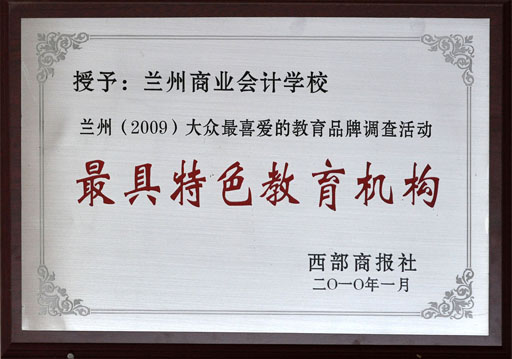 授予：兰州商业会计学校
兰州（2009）大众最喜爱的教育品牌调查活动
最具特色教育机构
西部商报社
二〇一〇年一月